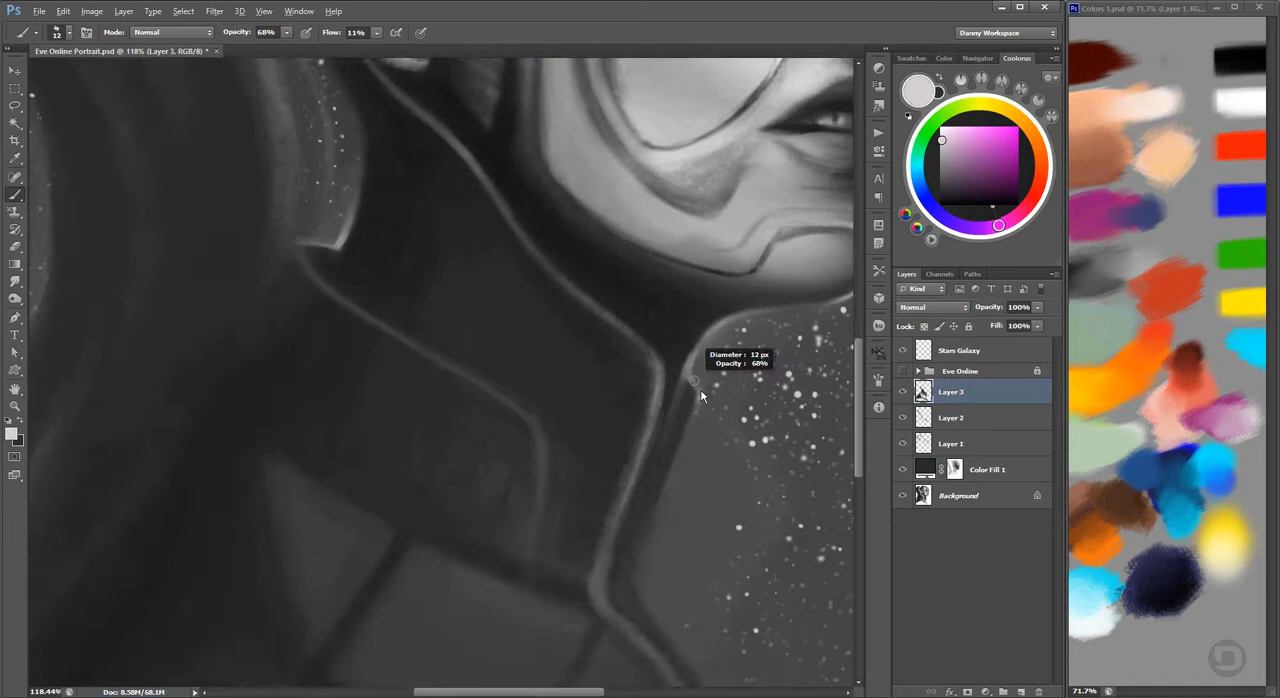 Ps File Edit Image Layer Type Select Filter 3D View Window Help
Colors 1.psd @ 71.7% (Layer 1, RG...
12 Mode: Normal Opacity: 68% Flow: 11% Danny Workspace
Eve Online Portrait.psd @ 118% (Layer 3, RGB/8) *
Swatches Color Navigator Coolorus
Diameter : 12 px
Opacity : 68%
Layers Channels Paths
Kind
Normal Opacity: 100%
Lock: Fill: 100%
Stars Galaxy
Eve Online
Layer 3
Layer 2
Layer 1
Color Fill 1
Background
118.44% Doc: 8.58M/68.1M
71.7%